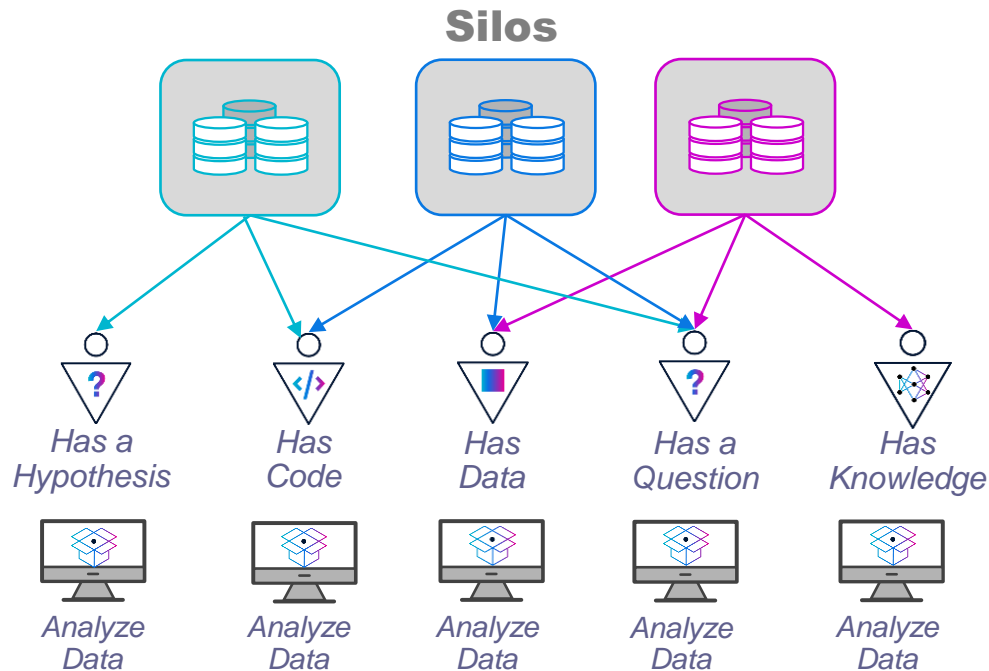 Silos
Has a
Hypothesis
Has
Code
Has
Data
Has a
Question
Has
Knowledge
Analyze
Data
Analyze
Data
Analyze
Data
Analyze
Data
Analyze
Data